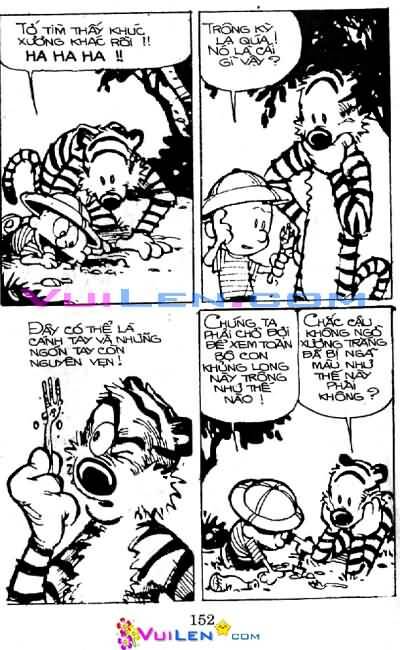 TỚ TÌM THẤY KHÚC
XƯƠNG KHÁC RỒI !!
HA HA HA !!
TRÔNG KỲ
LẠ QUÁ!
NÓ LÀ CÁI
GÌ VẬY?
VUILEN.COM
ĐÂY CÓ THỂ LÀ
CÁNH TAY VÀ NHỮNG
NGÓN TAY CÒN
NGUYÊN VẸN!
CHÚNG TA
PHẢI CHỜ ĐỢI
ĐỂ XEM TOÀN
BỘ CON
KHỦNG LONG
NÀY TRÔNG
NHƯ THẾ
NÀO!
CHẮC CẬU
KHÔNG NGỜ
XƯƠNG TRẮNG
ĐÃ BỊ NGẢ
MÀU NHƯ
THẾ NÀY
PHẢI
KHÔNG?
152
VUILEN.COM